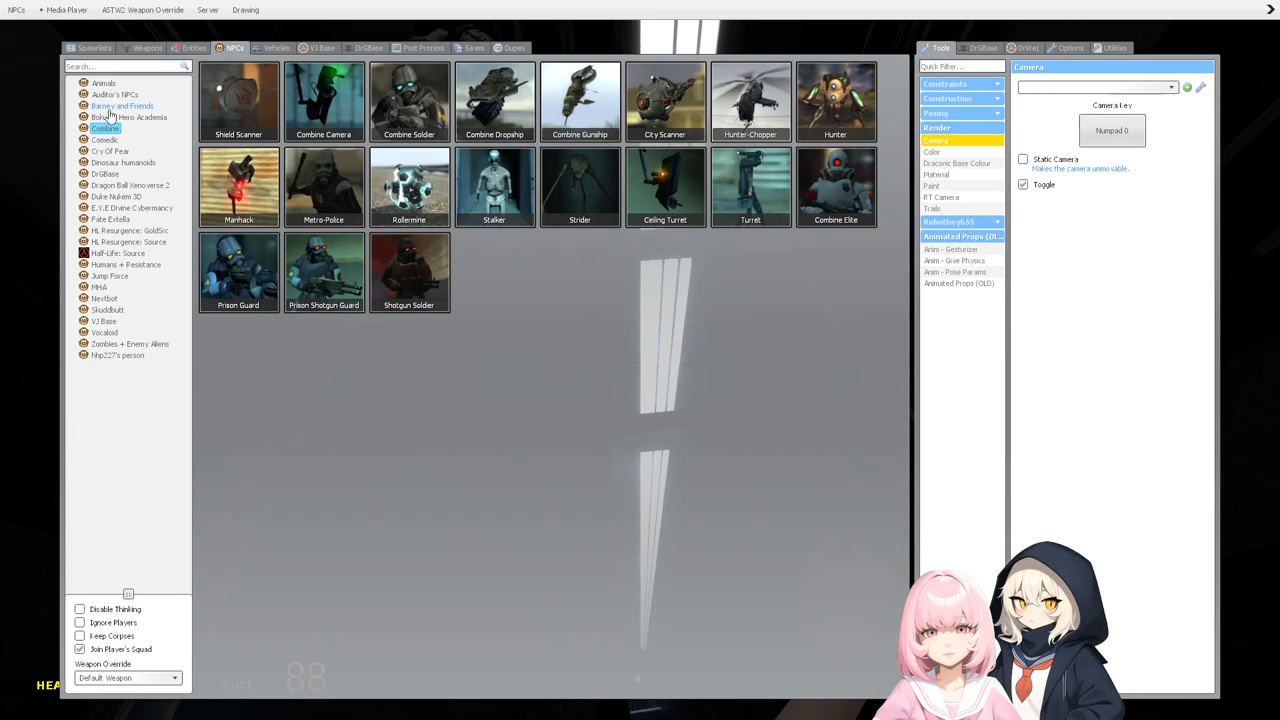 NPCs Media Player ASTW2 Weapon Override Server Drawing
Spawnlists Weapons Entities NPCs Vehicles VJ Base DrGBase Post Process Saves Dupes
Tools DrGBase DrVrej Options Utilities
Search...
Animals
Auditor's NPCs
Barney and Friends
Hero Academia
Combine
Comedic
Cry Of Fear
Dinosaur humanoids
DrGBase
Dragon Ball Xenoverse 2
Duke Nukem 3D
E.Y.E Divine Cybermancy
Fate Extella
HL Resurgence: GoldSrc
HL Resurgence: Source
Half-Life: Source
Humans + Resistance
Jump Force
MHA
Nextbot
Skuddbutt
VJ Base
Vocaloid
Zombies + Enemy Aliens
hhp227's person
Disable Thinking
Ignore Players
Keep Corpses
Join Player's Squad
Weapon Override
Default Weapon
Shield Scanner Combine Camera Combine Soldier Combine Dropship Combine Gunship City Scanner Hunter-Chopper Hunter
Manhack Metro-Police Rollermine Stalker Strider Ceiling Turret Turret Combine Elite
Prison Guard Prison Shotgun Guard Shotgun Soldier
HEA
SUIT 88
Quick Filter...
Constraints
Construction
Posing
Render
Camera
Color
Draconic Base Colour
Material
Paint
RT Camera
Trails
Robotboy655
Animated Props (Ol...
Anim - Gesturizer
Anim - Give Physics
Anim - Pose Params
Animated Props (OLD)
Camera
Camera Key
Numpad 0
Static Camera
Makes the camera unmovable.
Toggle